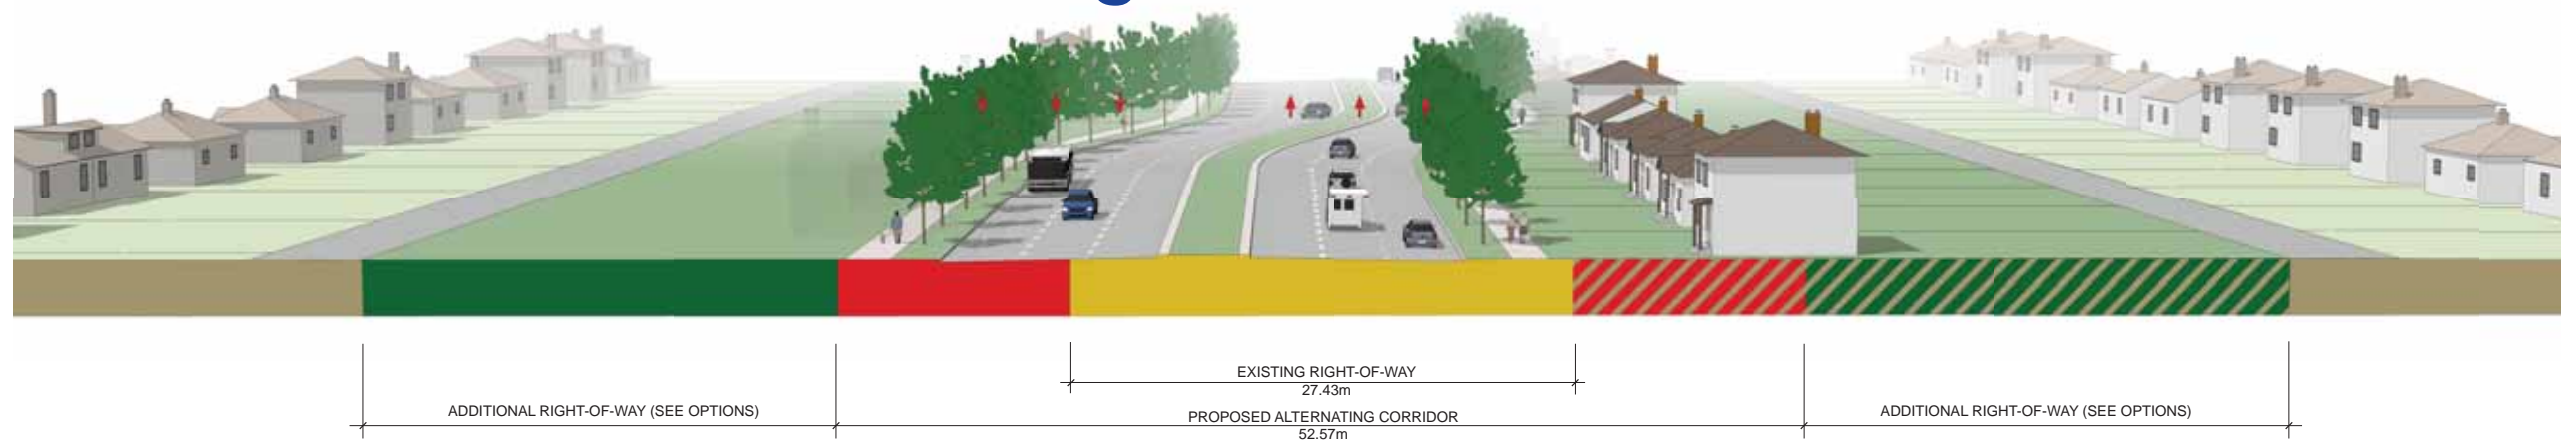 EXISTING RIGHT-OF-WAY
27.43m
ADDITIONAL RIGHT-OF-WAY (SEE OPTIONS)
PROPOSED ALTERNATING CORRIDOR
52.57m
ADDITIONAL RIGHT-OF-WAY (SEE OPTIONS)